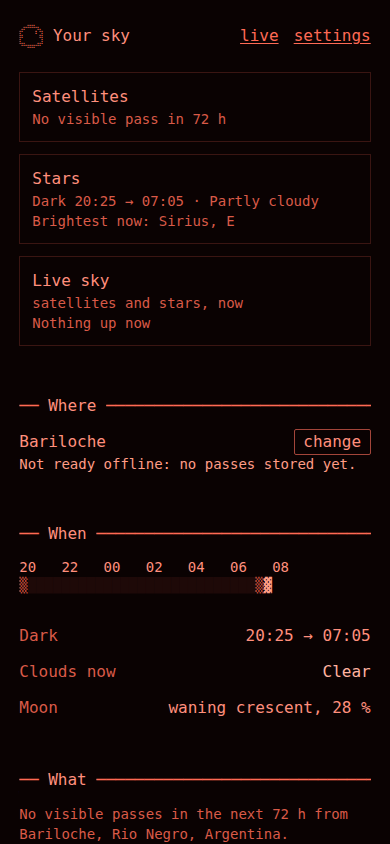 Your sky
live settings
Satellites
No visible pass in 72 h
Stars
Dark 20:25 → 07:05 · Partly cloudy
Brightest now: Sirius, E
Live sky
satellites and stars, now
Nothing up now
Where
Bariloche
change
Not ready offline: no passes stored yet.
When
20 22 00 02 04 06 08
Dark 20:25 → 07:05
Clouds now Clear
Moon waning crescent, 28 %
What
No visible passes in the next 72 h from
Bariloche, Rio Negro, Argentina.